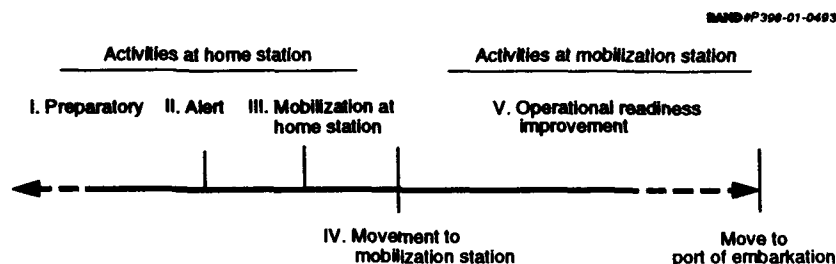 RAND#P398-01-0493
Activities at home station
Activities at mobilization station
I. Preparatory
II. Alert
III. Mobilization at
home station
V. Operational readiness
improvement
IV. Movement to
mobilization station
Move to
port of embarkation